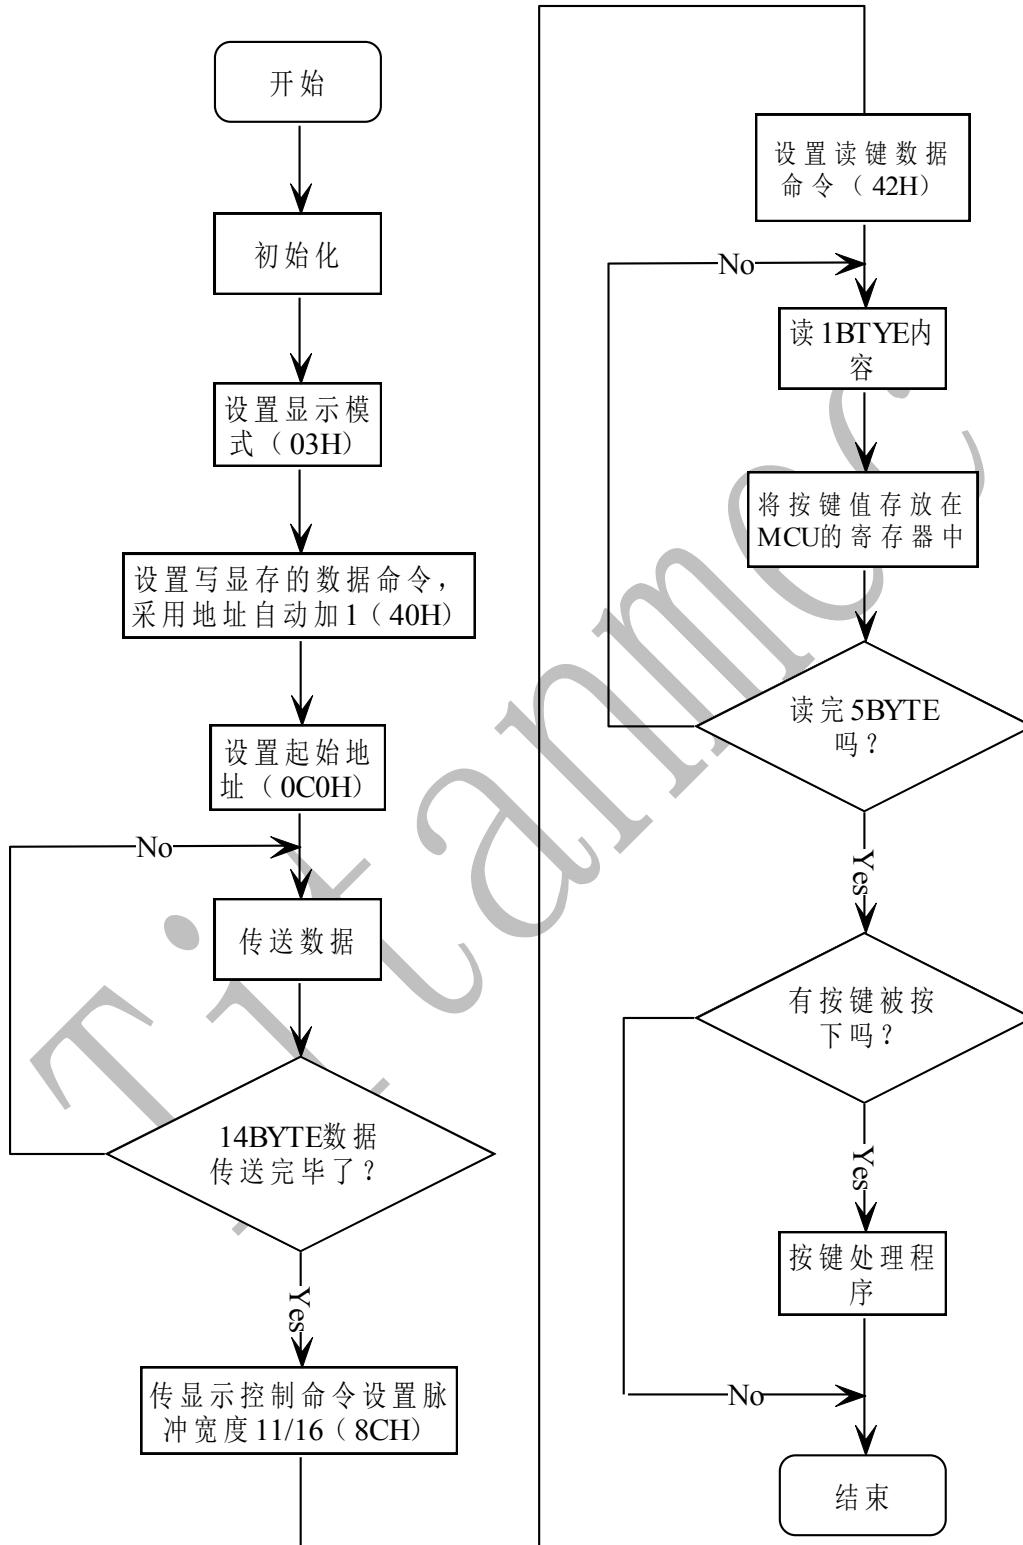 开始
初始化
设置显示模
式（03H）
设置写显存的数据命令，
采用地址自动加1（40H）
设置起始地
址（0C0H）
No
传送数据
14BYTE数据
传送完毕了？
Yes
传显示控制命令设置脉
冲宽度11/16（8CH）
设置读键数据
命令（42H）
No
读1BTYE内
容
将按键值存放在
MCU的寄存器中
读完5BYTE
吗？
Yes
有按键被按
下吗？
Yes
按键处理程
序
No
结束
Titanmec